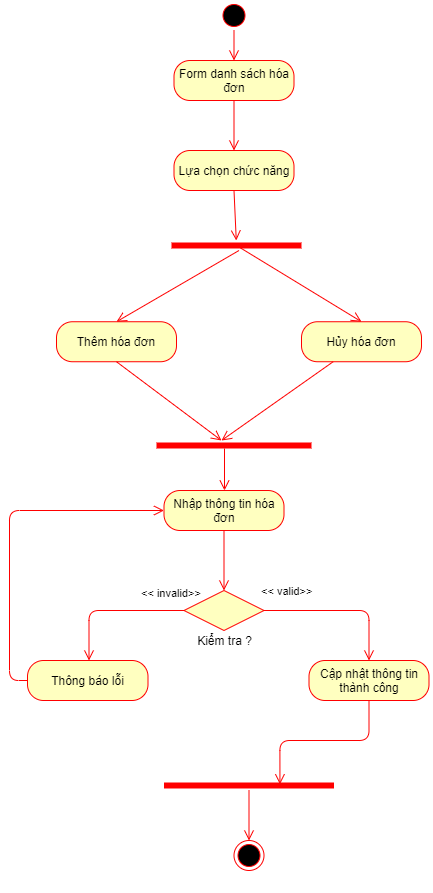 Form danh sách hóa
đơn
Lựa chọn chức năng
Thêm hóa đơn
Hủy hóa đơn
Nhập thông tin hóa
đơn
<< invalid>>
<< valid>>
Kiểm tra ?
Thông báo lỗi
Cập nhật thông tin
thành công